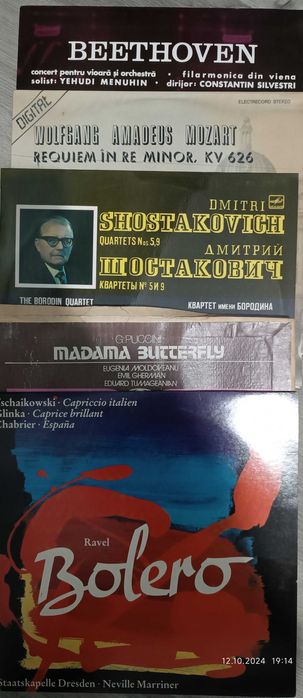 BEETHOVEN
concert pentru vioară și orchestră • filarmonica din viena
solist: YEHUDI MENUHIN • dirijor: CONSTANTIN SILVESTRI
DIGITAL
ELECTRECORD STEREO
WOLFGANG AMADEUS MOZART
REQUIEM ÎN RE MINOR, KV 626
DMITRI
SHOSTAKOVICH
QUARTETS Nos 5,9
ДМИТРИЙ
ШОСТАКОВИЧ
КВАРТЕТЫ № 5 И 9
THE BORODIN QUARTET
КВАРТЕТ ИМЕНИ БОРОДИНА
G. PUCCINI
MADAMA BUTTERFLY
EUGENIA MOLDOVEANU
EMIL GHERMAN
EDUARD TUMAGEANIAN
schaikowski · Capriccio italien
Glinka · Caprice brillant
Chabrier · España
Ravel
Bolero
Staatskapelle Dresden · Neville Marriner
12.10.2024 19:14